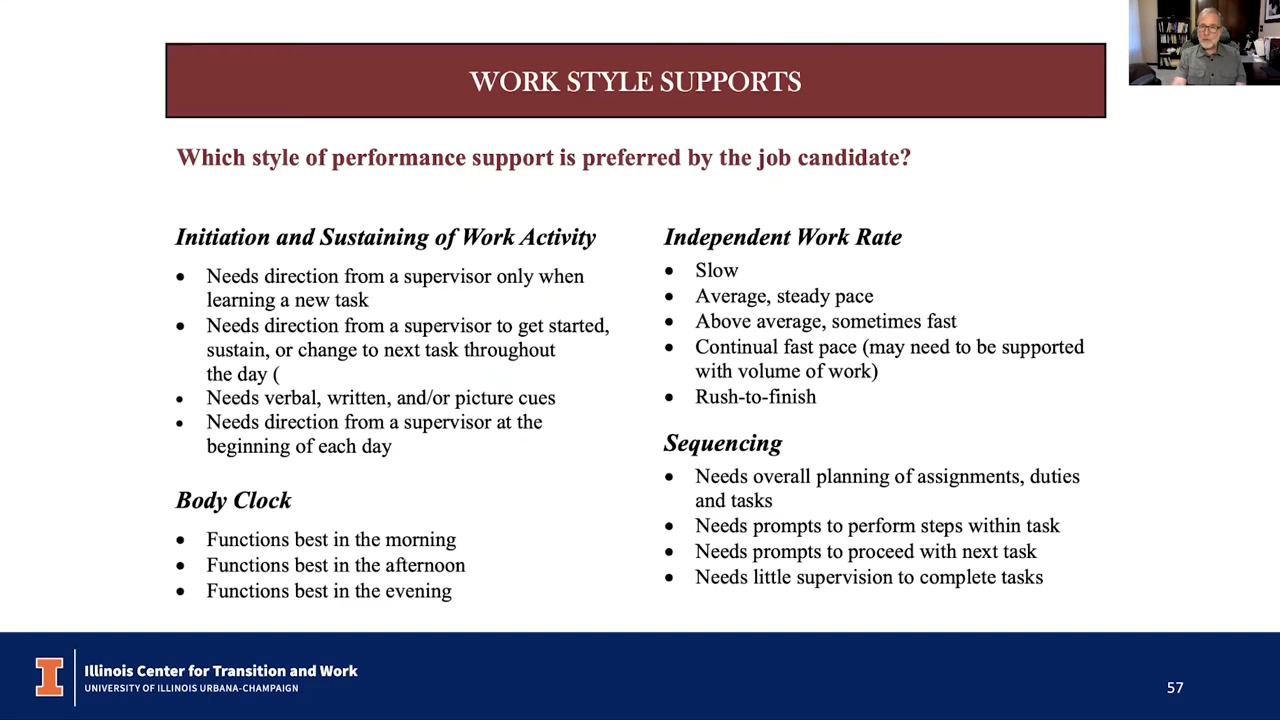 WORK STYLE SUPPORTS
Which style of performance support is preferred by the job candidate?
Initiation and Sustaining of Work Activity
• Needs direction from a supervisor only when
learning a new task
• Needs direction from a supervisor to get started,
sustain, or change to next task throughout
the day (
• Needs verbal, written, and/or picture cues
• Needs direction from a supervisor at the
beginning of each day
Body Clock
• Functions best in the morning
• Functions best in the afternoon
• Functions best in the evening
Independent Work Rate
• Slow
• Average, steady pace
• Above average, sometimes fast
• Continual fast pace (may need to be supported
with volume of work)
• Rush-to-finish
Sequencing
• Needs overall planning of assignments, duties
and tasks
• Needs prompts to perform steps within task
• Needs prompts to proceed with next task
• Needs little supervision to complete tasks
I
Illinois Center for Transition and Work
UNIVERSITY OF ILLINOIS URBANA-CHAMPAIGN
57